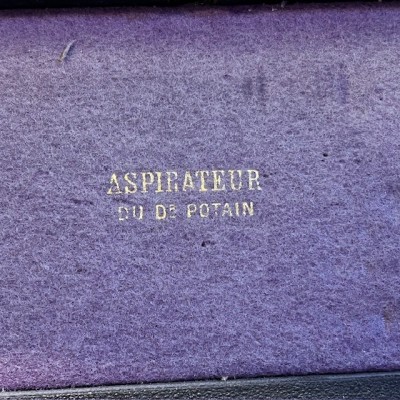 ASPIRATEUR
DU DR POTAIN